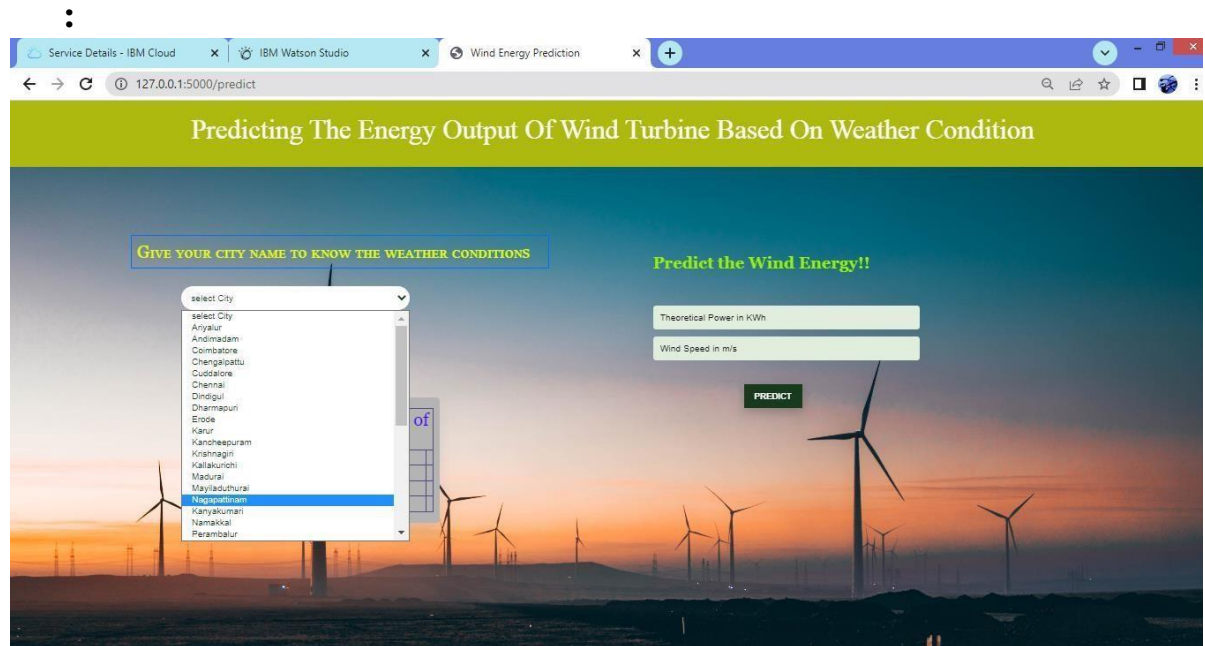 :
Service Details - IBM Cloud
IBM Watson Studio
Wind Energy Prediction
127.0.0.1:5000/predict
Predicting The Energy Output Of Wind Turbine Based On Weather Condition
Give your city name to know the weather conditions
select City
select City
Ariyalur
Andimadam
Coimbatore
Chengalpattu
Cuddalore
Chennai
Dindigul
Dharmapuri
Erode
Karur
Kancheepuram
Krishnagiri
Kallakurichi
Madurai
Mayiladuthurai
Nagapattinam
Kanyakumari
Namakkal
Perambalur
of
Predict the Wind Energy!!
Theoretical Power in KWh
Wind Speed in m/s
PREDICT